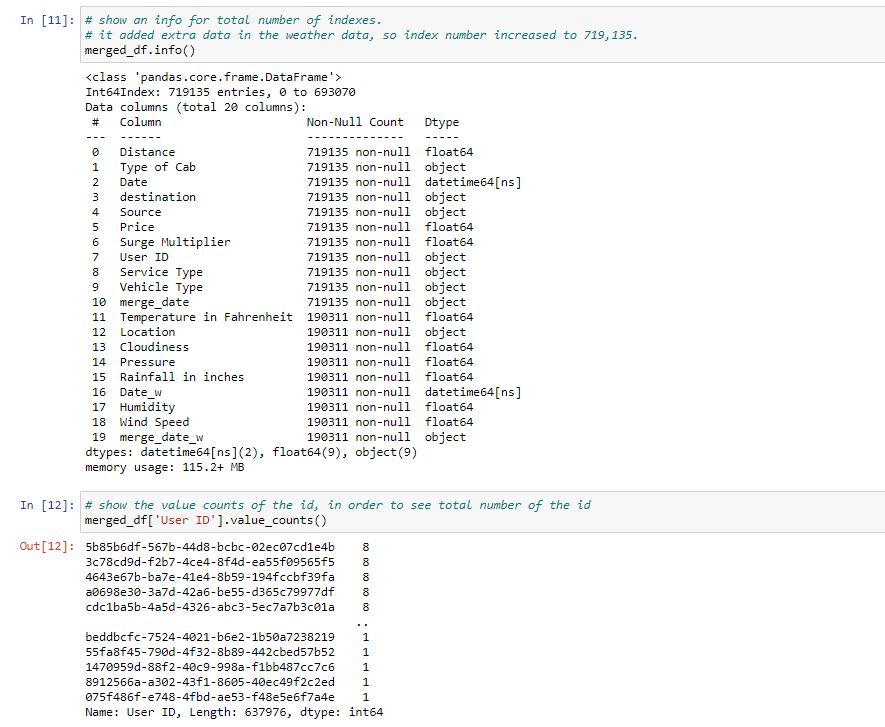 In [11]: # show an info for total number of indexes.
# it added extra data in the weather data, so index number increased to 719,135.
merged_df.info()
<class 'pandas.core.frame.DataFrame'>
Int64Index: 719135 entries, 0 to 693070
Data columns (total 20 columns):
 #   Column                     Non-Null Count   Dtype
---  ------                     --------------   -----
 0   Distance                   719135 non-null  float64
 1   Type of Cab                719135 non-null  object
 2   Date                       719135 non-null  datetime64[ns]
 3   destination                719135 non-null  object
 4   Source                     719135 non-null  object
 5   Price                      719135 non-null  float64
 6   Surge Multiplier           719135 non-null  float64
 7   User ID                    719135 non-null  object
 8   Service Type               719135 non-null  object
 9   Vehicle Type               719135 non-null  object
 10  merge_date                 719135 non-null  object
 11  Temperature in Fahrenheit  190311 non-null  float64
 12  Location                   190311 non-null  object
 13  Cloudiness                 190311 non-null  float64
 14  Pressure                   190311 non-null  float64
 15  Rainfall in inches         190311 non-null  float64
 16  Date_w                     190311 non-null  datetime64[ns]
 17  Humidity                   190311 non-null  float64
 18  Wind Speed                 190311 non-null  float64
 19  merge_date_w               190311 non-null  object
dtypes: datetime64[ns](2), float64(9), object(9)
memory usage: 115.2+ MB
In [12]: # show the value counts of the id, in order to see total number of the id
merged_df['User ID'].value_counts()
Out[12]: 5b85b6df-567b-44d8-bcbc-02ec07cd1e4b    8
3c78cd9d-f2b7-4ce4-8f4d-ea55f09565f5    8
4643e67b-ba7e-41e4-8b59-194fccbf39fa    8
a0698e30-3a7d-42a6-be55-d365c79977df    8
cdc1ba5b-4a5d-4326-abc3-5ec7a7b3c01a    8
..
beddbcfc-7524-4021-b6e2-1b50a7238219    1
55fa8f45-790d-4f32-8b89-442cbed57b52    1
1470959d-88f2-40c9-998a-f1bb487cc7c6    1
8912566a-a302-43f1-8605-40ec49f2c2ed    1
075f486f-e748-4fbd-ae53-f48e5e6f7a4e    1
Name: User ID, Length: 637976, dtype: int64